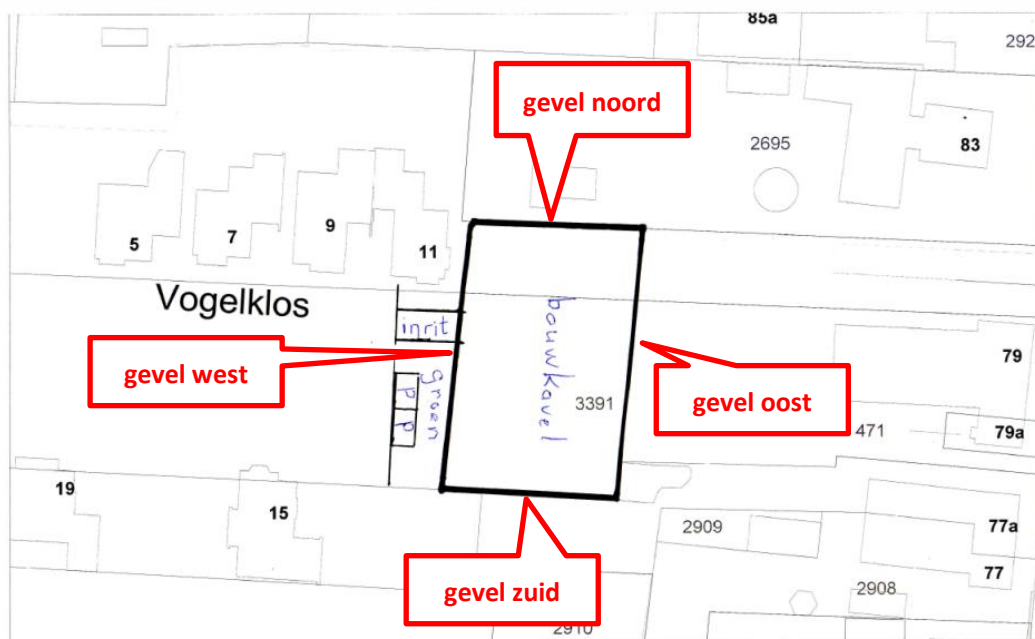 85a
292
gevel noord
2695
83
5
7
9
11
Vogelklos
inrit
gevel west
groen
P P
bouwkavel
3391
gevel oost
79
471
79a
19
15
2909
77a
77
gevel zuid
2908
2910